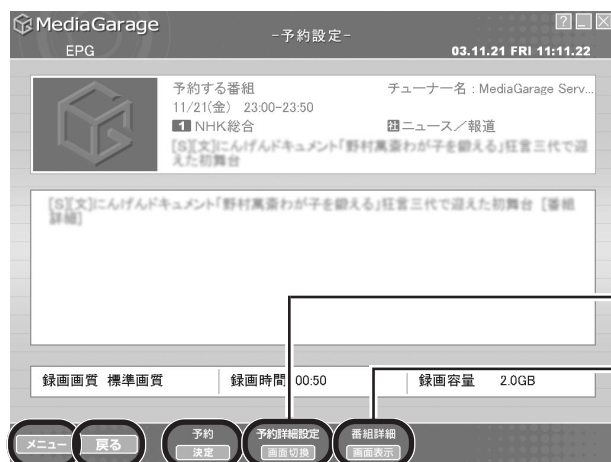 MediaGarage
EPG
-予約設定-
03.11.21 FRI 11:11.22
予約する番組
チューナー名 : MediaGarage Serv...
11/21(金) 23:00-23:50
1 NHK総合
社 ニュース/報道
[S][文]にんげんドキュメント「野村萬斎わが子を鍛える」狂言三代で迎
えた初舞台
[S][文]にんげんドキュメント「野村萬斎わが子を鍛える」狂言三代で迎えた初舞台 [番組
詳細]
録画画質 標準画質
録画時間 00:50
録画容量 2.0GB
メニュー
戻る
予約
決定
予約詳細設定
画面切換
番組詳細
画面表示